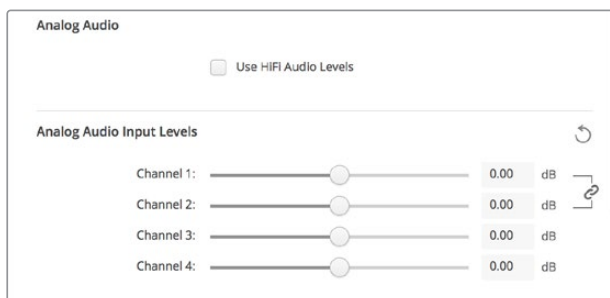 Analog Audio
Use HiFi Audio Levels
Analog Audio Input Levels
Channel 1: 0.00 dB
Channel 2: 0.00 dB
Channel 3: 0.00 dB
Channel 4: 0.00 dB